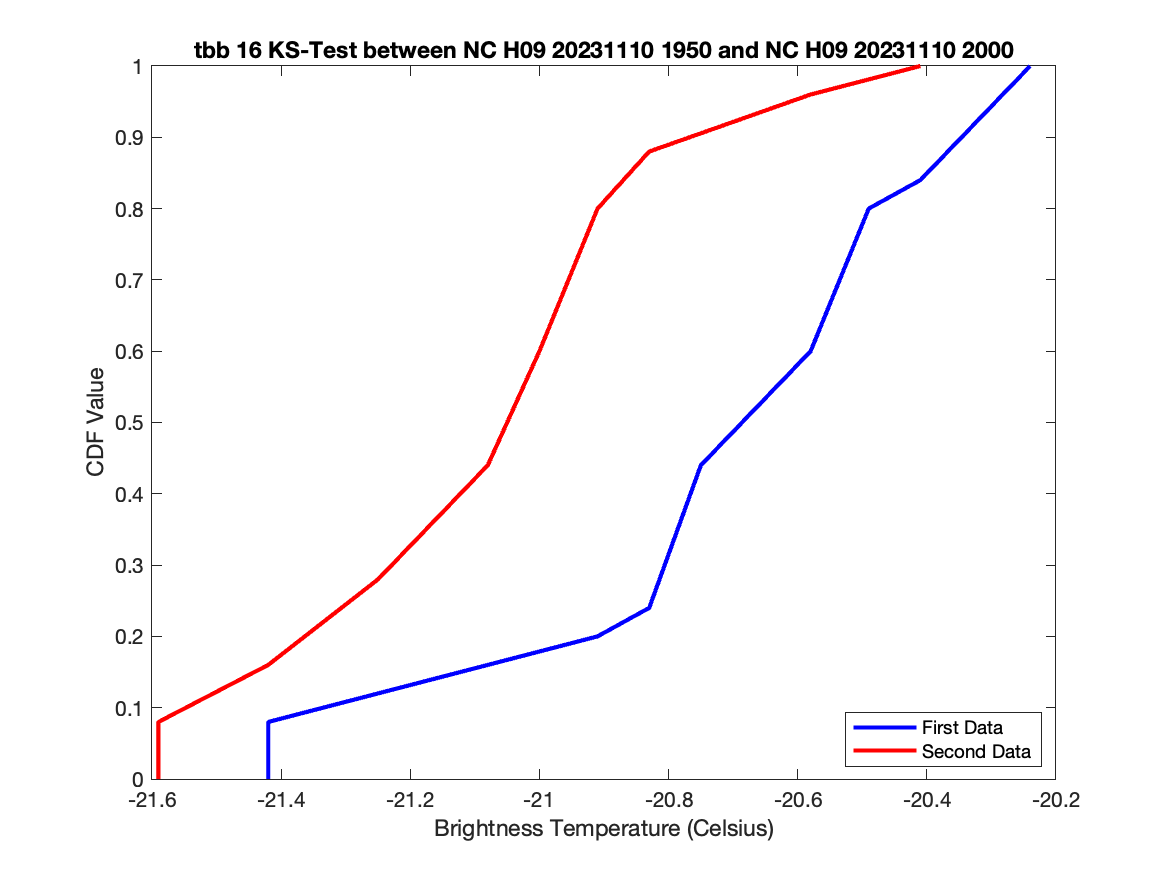 tbb 16 KS-Test between NC H09 20231110 1950 and NC H09 20231110 2000
1
0.9
0.8
0.7
0.6
0.5
0.4
0.3
0.2
0.1
0
CDF Value
First Data
Second Data
-21.6 -21.4 -21.2 -21 -20.8 -20.6 -20.4 -20.2
Brightness Temperature (Celsius)